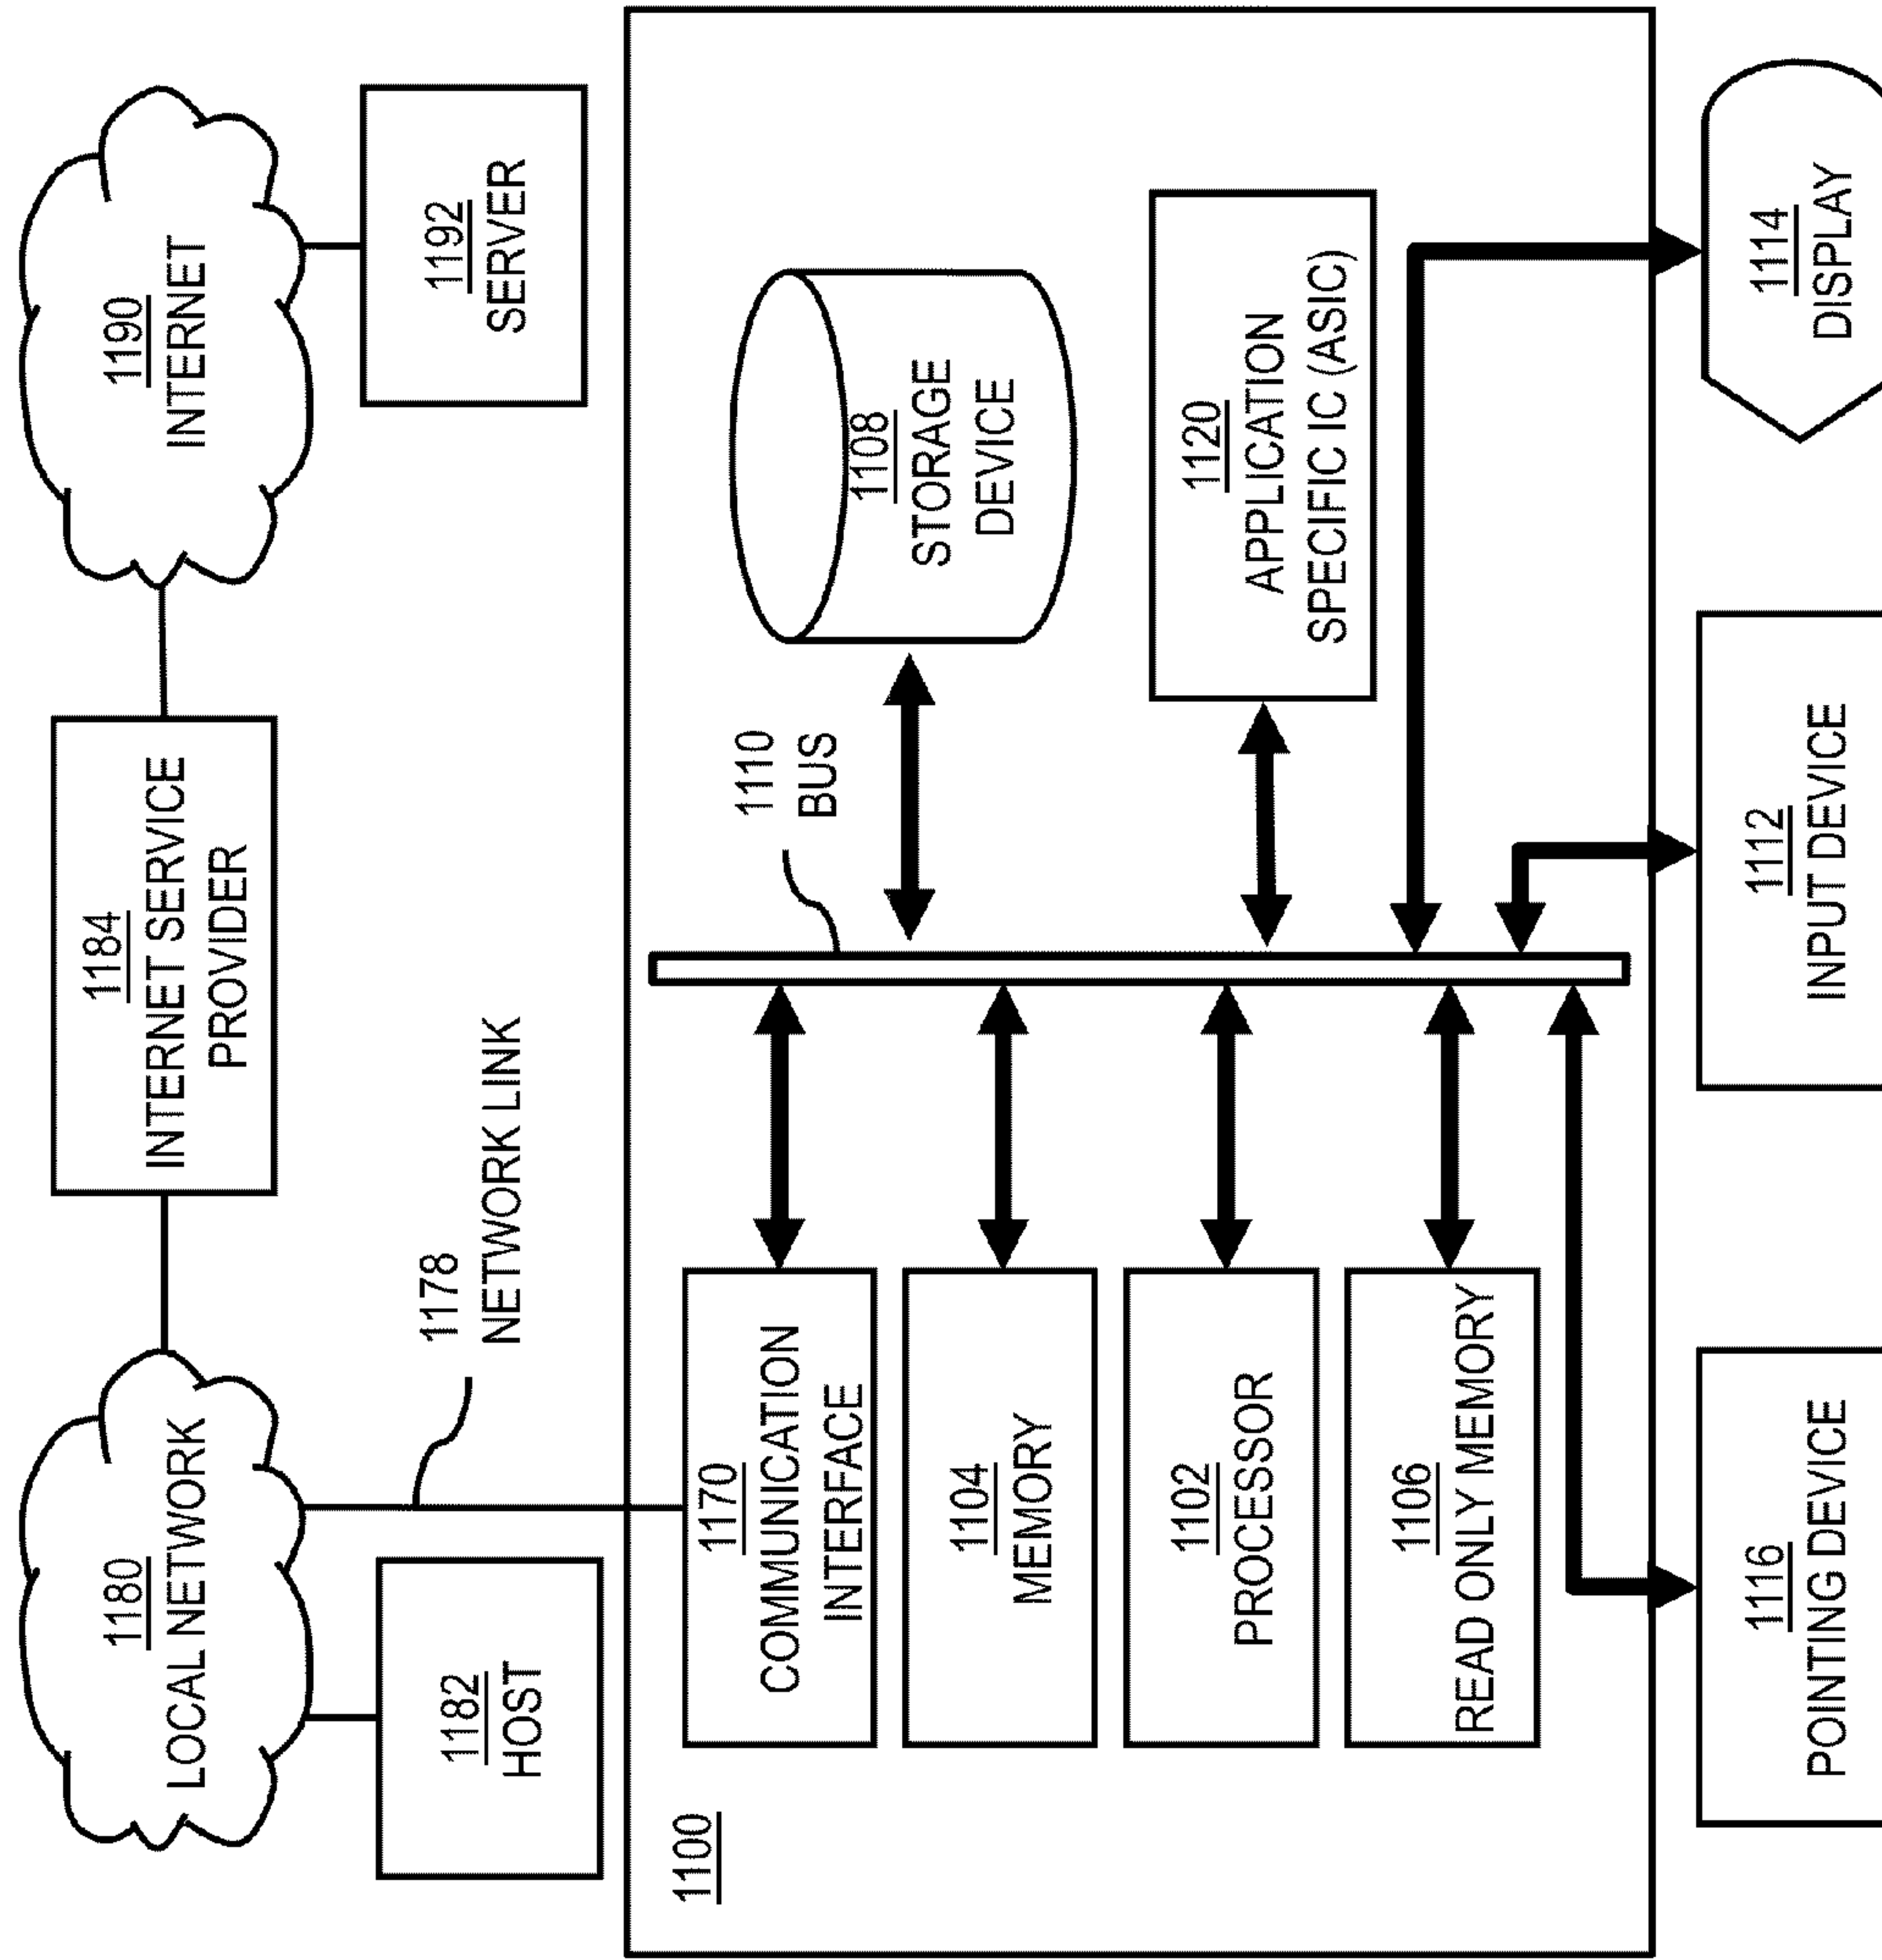 1180
LOCAL NETWORK
1184
INTERNET SERVICE
PROVIDER
1190
INTERNET
1182
HOST
1178
NETWORK LINK
1192
SERVER
1100
1170
COMMUNICATION
INTERFACE
1104
MEMORY
1102
PROCESSOR
1106
READ ONLY MEMORY
1110
BUS
1108
STORAGE
DEVICE
1120
APPLICATION
SPECIFIC IC (ASIC)
1116
POINTING DEVICE
1112
INPUT DEVICE
1114
DISPLAY